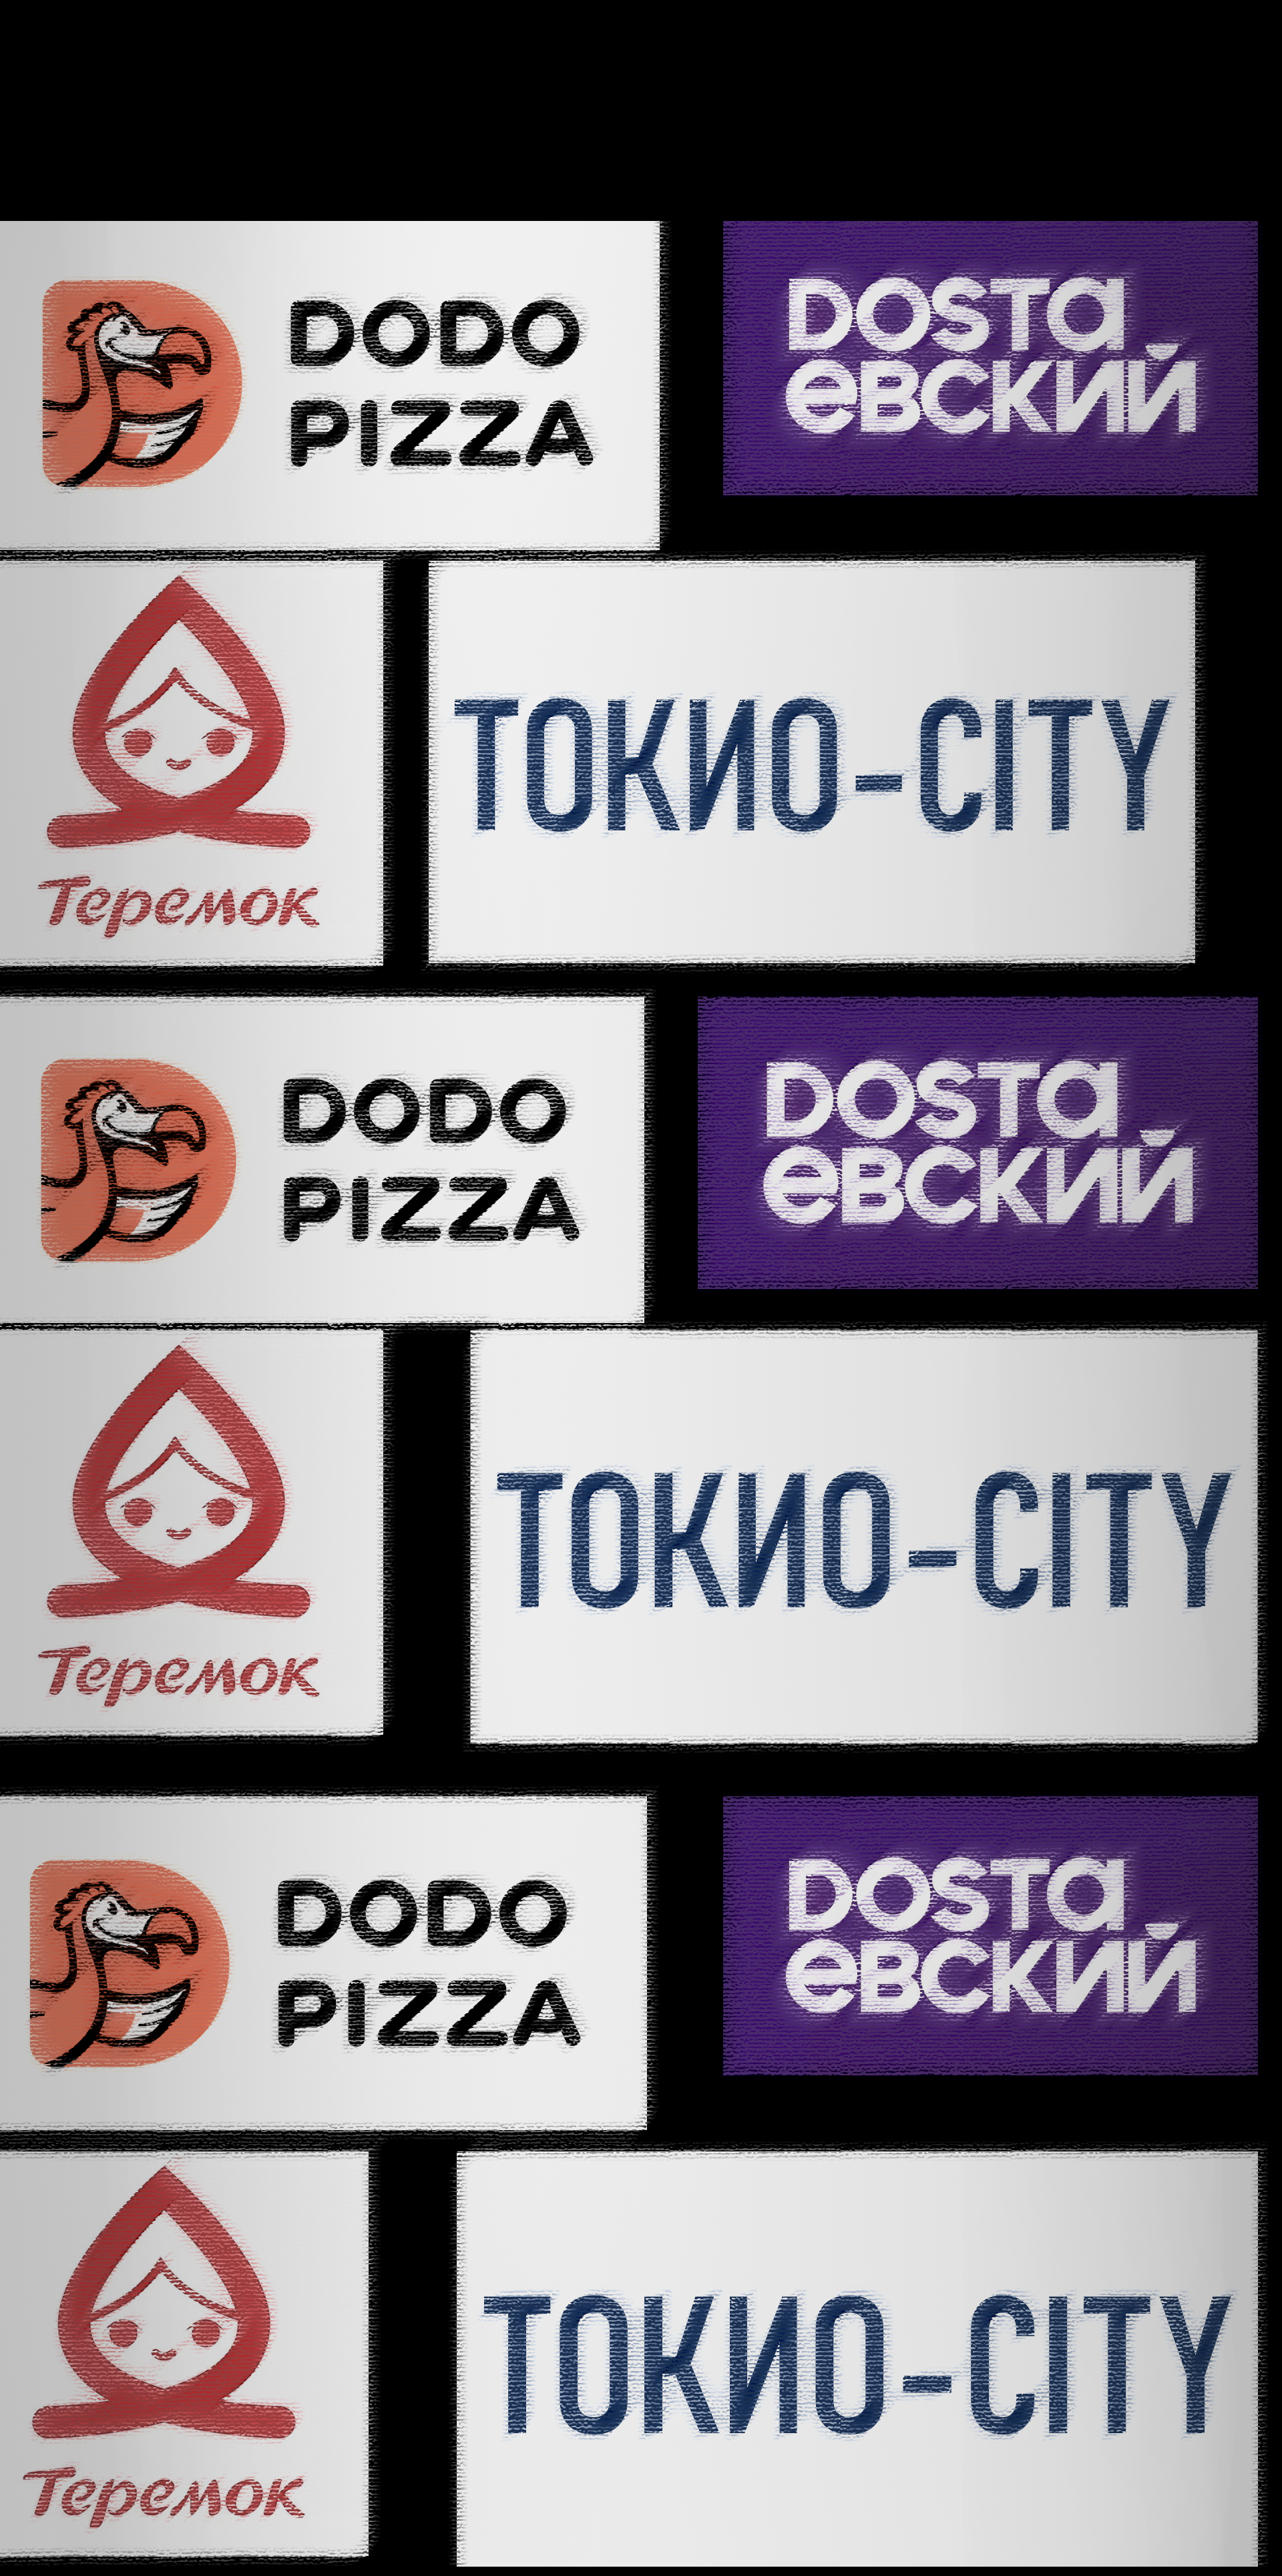 DODO
PIZZA
DOSTA
ЕВСКИЙ
Теремок
ТОКИО-CITY
DODO
PIZZA
DOSTA
ЕВСКИЙ
Теремок
ТОКИО-CITY
DODO
PIZZA
DOSTA
ЕВСКИЙ
Теремок
ТОКИО-CITY